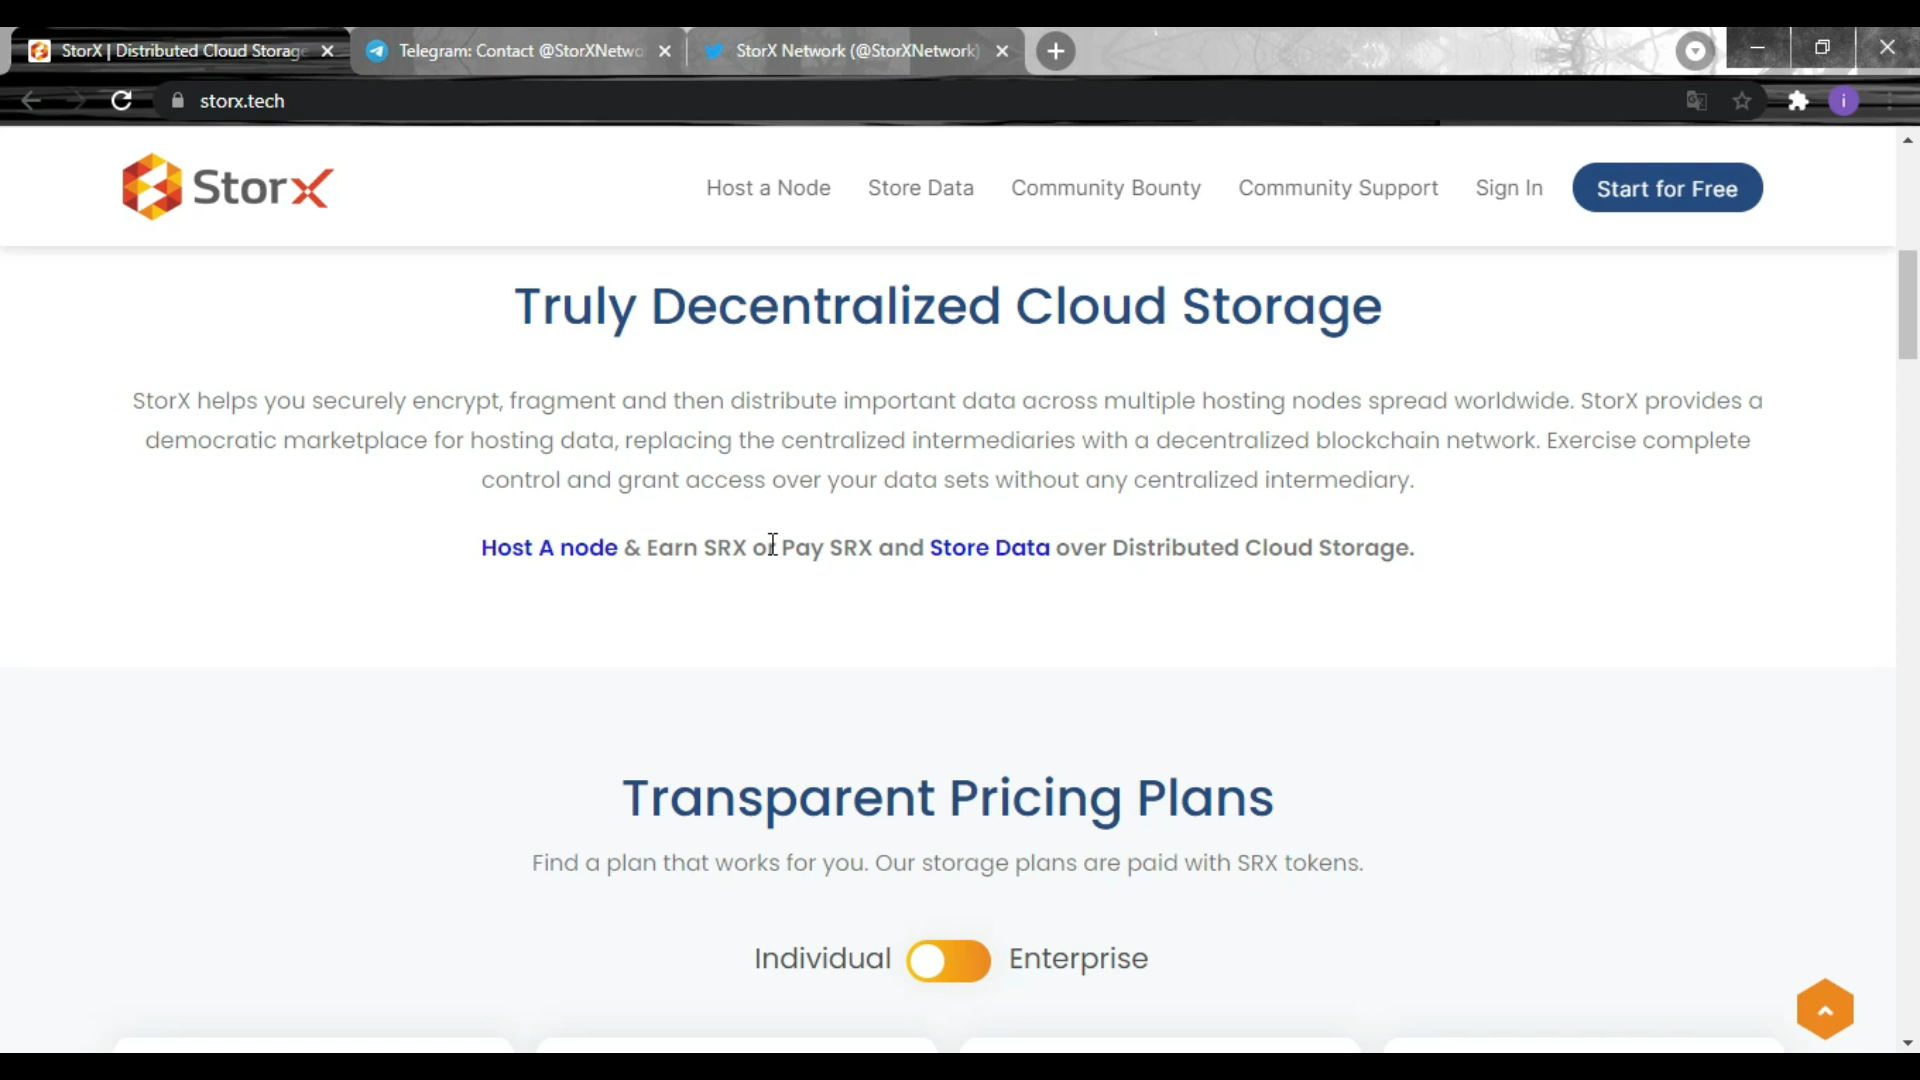 StorX | Distributed Cloud Storage
Telegram: Contact @StorXNetwo
StorX Network (@StorXNetwork)
storx.tech
i
StorX
Host a Node
Store Data
Community Bounty
Community Support
Sign In
Start for Free
Truly Decentralized Cloud Storage
StorX helps you securely encrypt, fragment and then distribute important data across multiple hosting nodes spread worldwide. StorX provides a
democratic marketplace for hosting data, replacing the centralized intermediaries with a decentralized blockchain network. Exercise complete
control and grant access over your data sets without any centralized intermediary.
Host A node & Earn SRX or Pay SRX and Store Data over Distributed Cloud Storage.
Transparent Pricing Plans
Find a plan that works for you. Our storage plans are paid with SRX tokens.
Individual
Enterprise